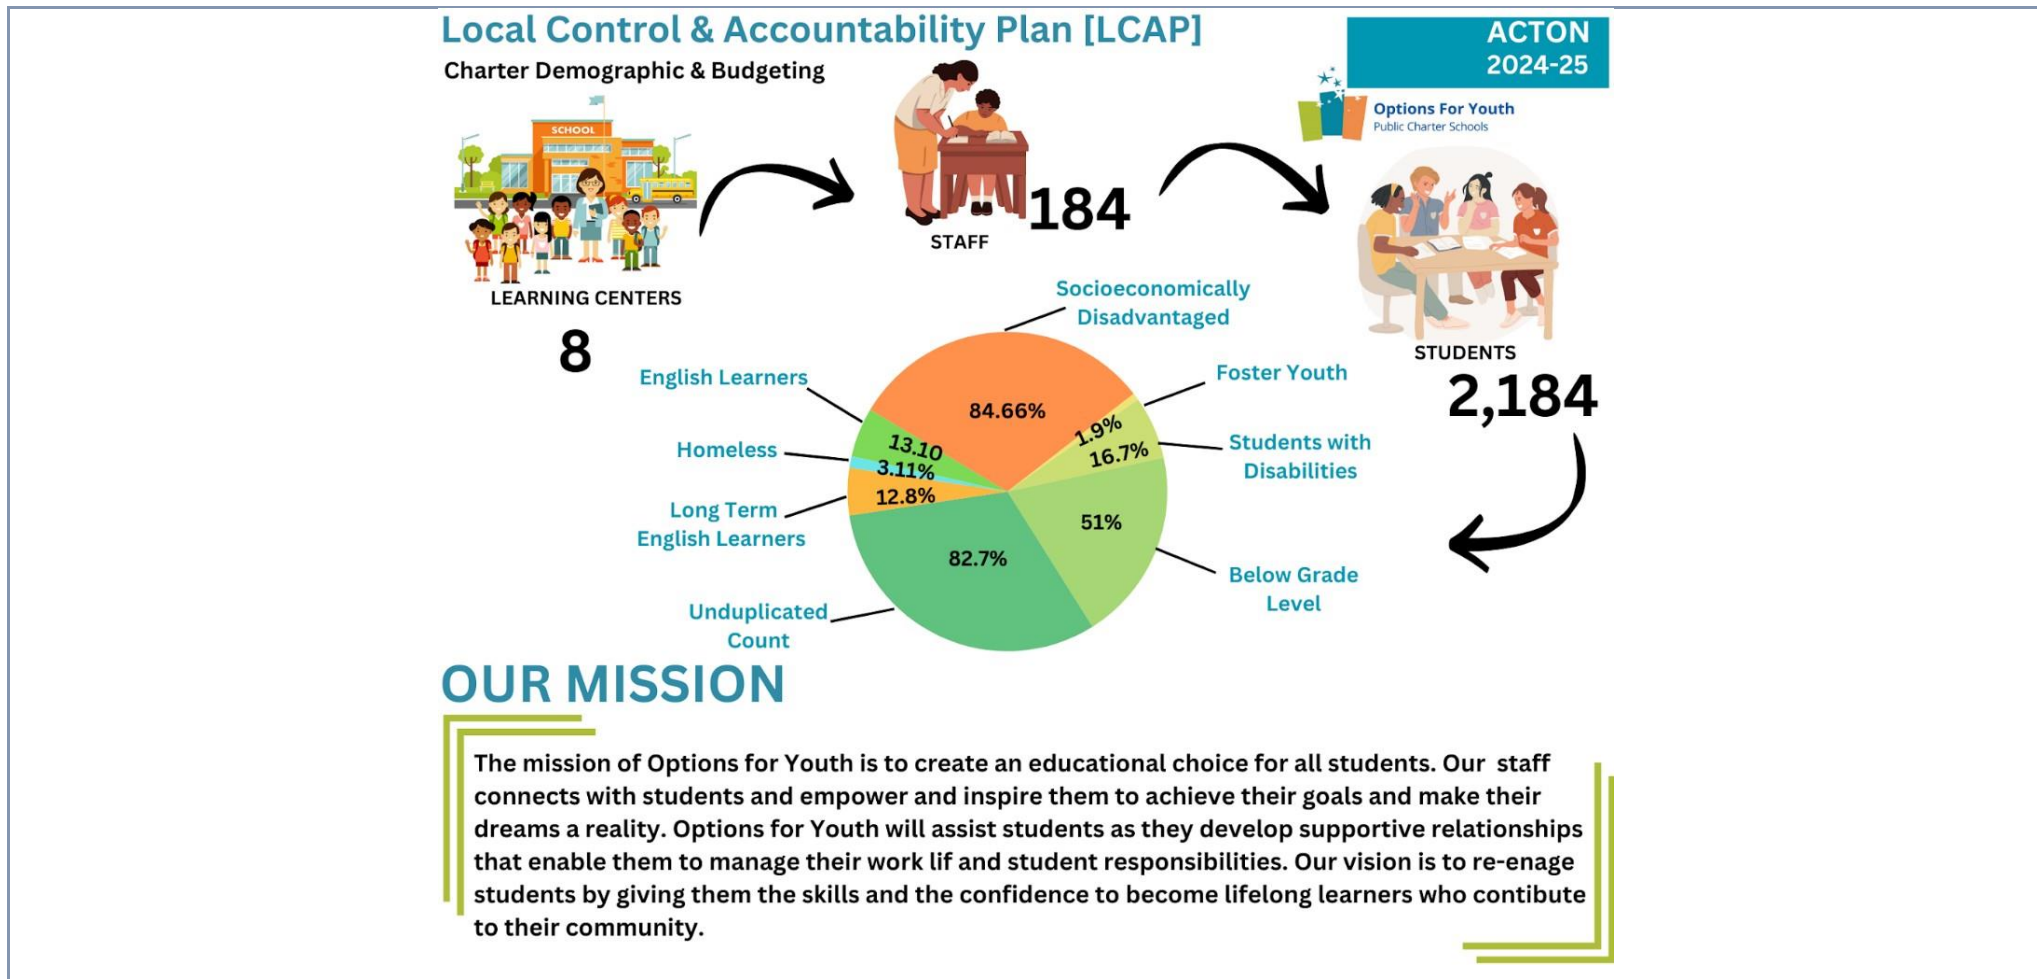 Local Control & Accountability Plan [LCAP]
Charter Demographic & Budgeting
ACTON
2024-25
Options For Youth
Public Charter Schools
SCHOOL
LEARNING CENTERS
8
STAFF
184
STUDENTS
2,184
Socioeconomically
Disadvantaged
84.66%
Foster Youth
1.9%
Students with
Disabilities
16.7%
Below Grade
Level
51%
Unduplicated
Count
82.7%
Long Term
English Learners
12.8%
Homeless
3.11%
English Learners
13.10
OUR MISSION
The mission of Options for Youth is to create an educational choice for all students. Our staff
connects with students and empower and inspire them to achieve their goals and make their
dreams a reality. Options for Youth will assist students as they develop supportive relationships
that enable them to manage their work lif and student responsibilities. Our vision is to re-enage
students by giving them the skills and the confidence to become lifelong learners who contibute
to their community.